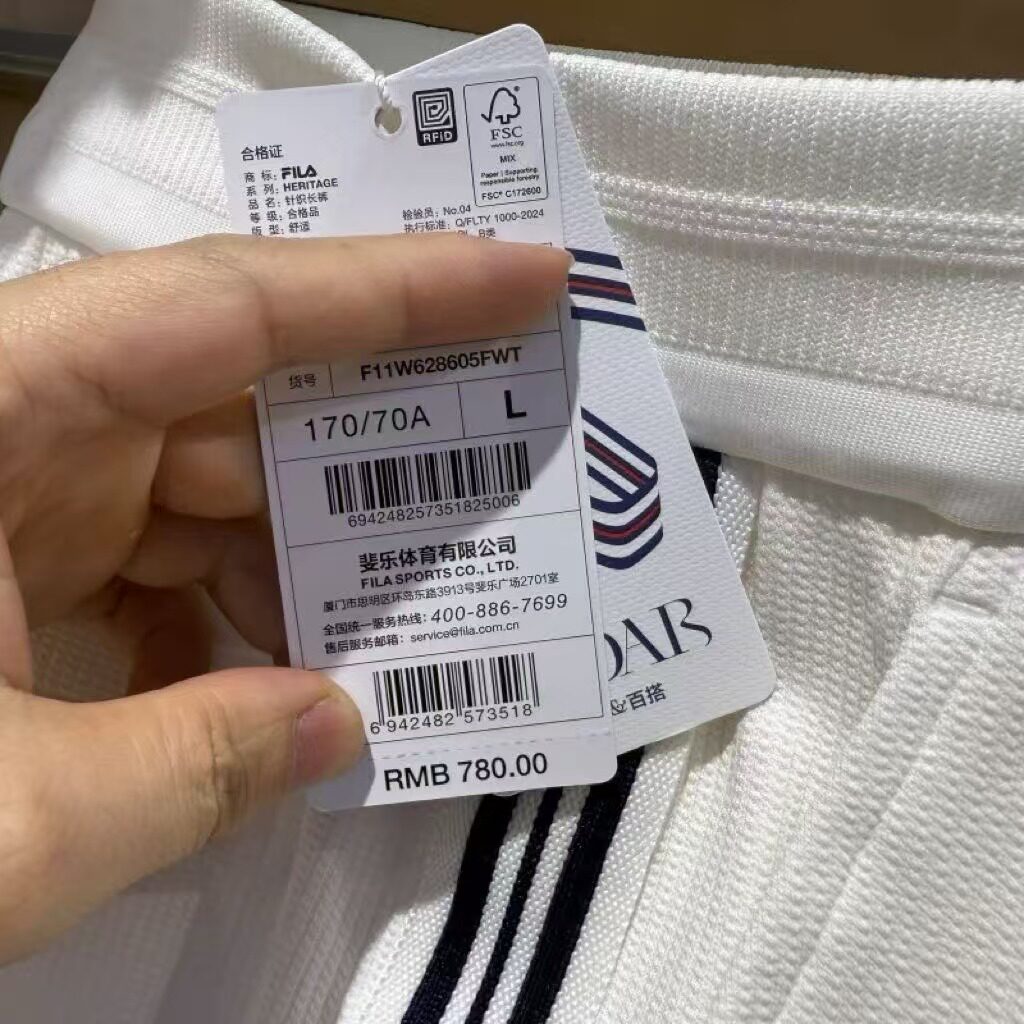 合格证
商 标: FILA
系 列: HERITAGE
品 名: 针织长裤
等 级: 合格品
版 型: 舒适
RFiD
FSC
www.fsc.org
MIX
Paper | Supporting
responsible forestry
FSC® C172600
检验员: No.04
执行标准: Q/FLTY 1000-2024
B类
货号 F11W628605FWT
170/70A L
694248257351825006
斐乐体育有限公司
FILA SPORTS CO., LTD.
厦门市思明区环岛东路3913号斐乐广场2701室
全国统一服务热线: 400-886-7699
售后服务邮箱: service@fila.com.cn
6 942482 573518
RMB 780.00
&百搭